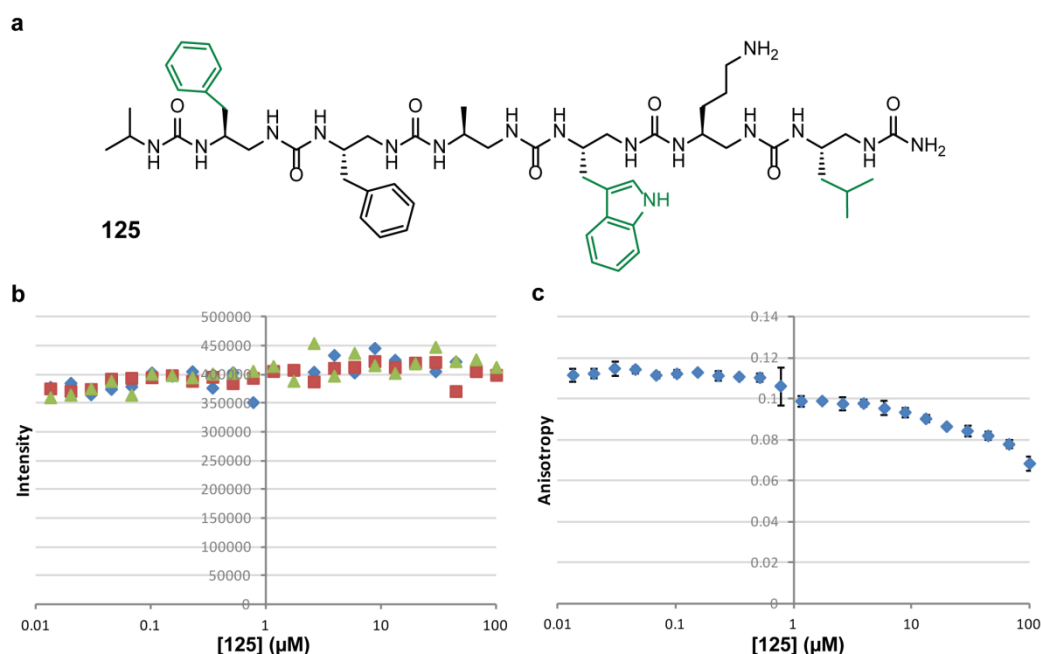 a
NH2
O H H O H H O H
N N N N N N N N N N N N NH2
H H O H H O H H O H H
NH
125
b
500000
450000
400000
350000
300000
250000
200000
150000
100000
50000
0
Intensity
0.01 0.1 1 10 100
[125] (µM)
c
0.14
0.12
0.1
0.08
0.06
0.04
0.02
0
Anisotropy
0.01 0.1 1 10 100
[125] (µM)